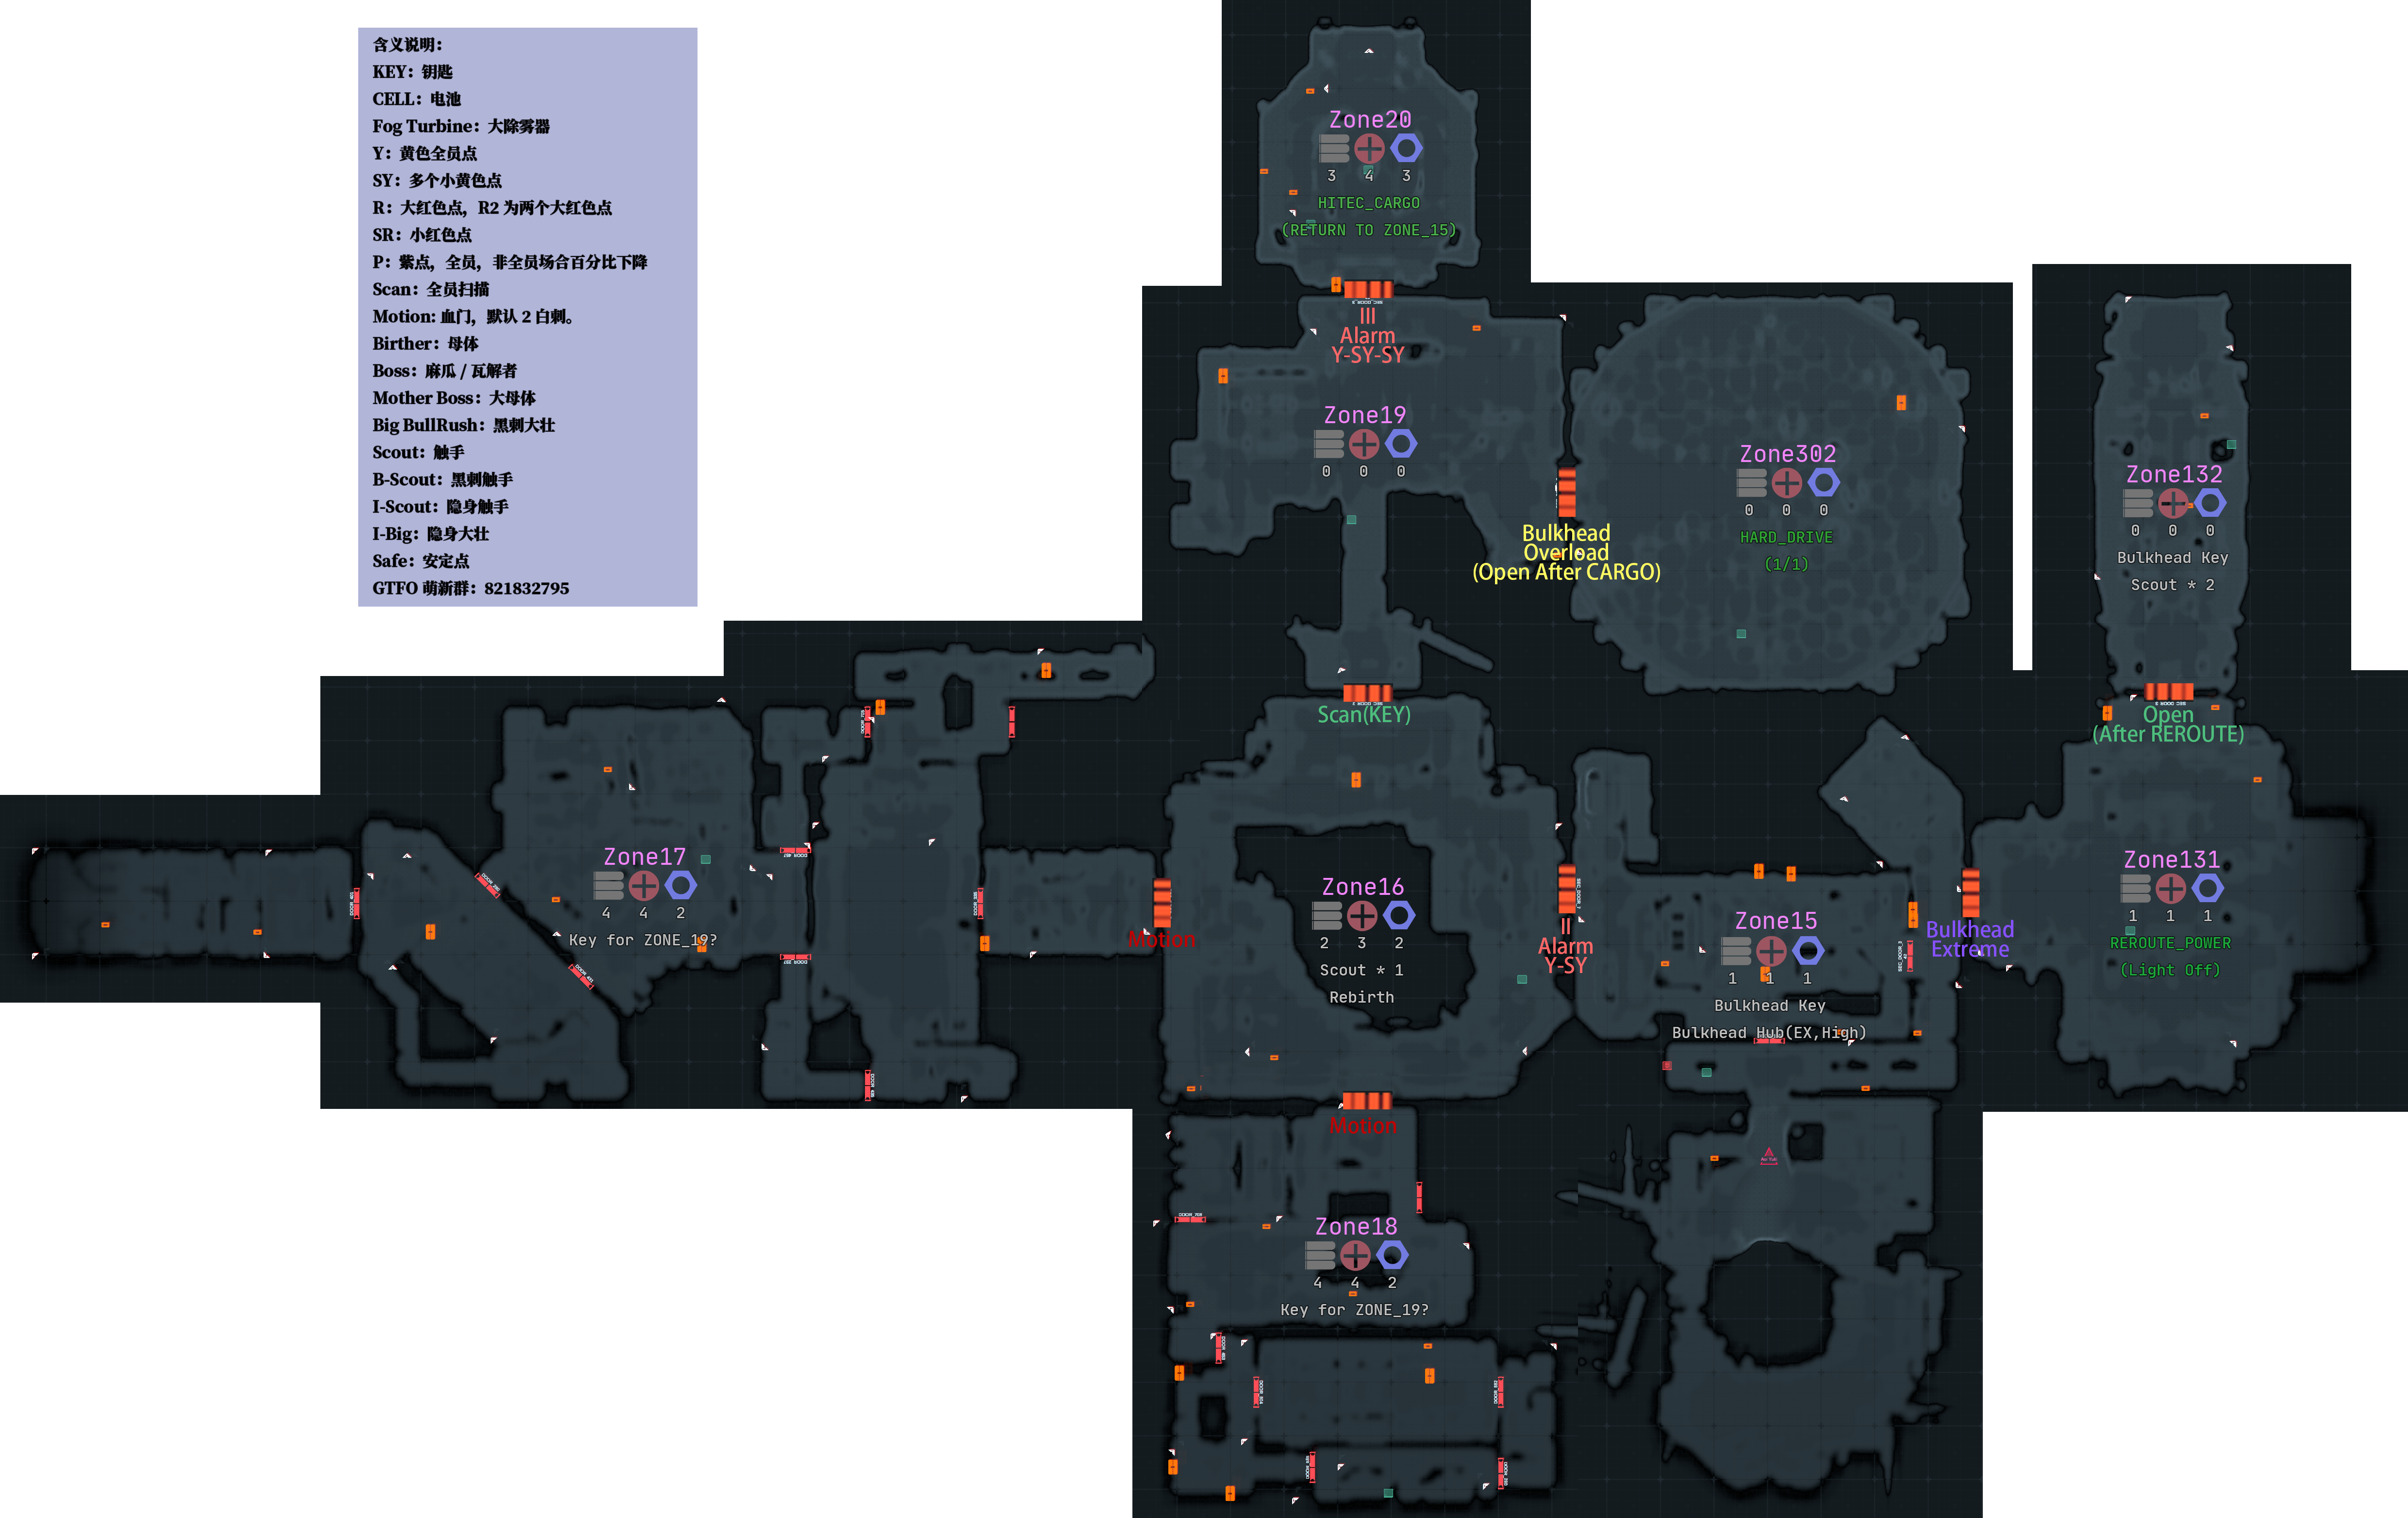 含义说明：
KEY：钥匙
CELL：电池
Fog Turbine：大除雾器
Y：黄色全员点
SY：多个小黄色点
R：大红色点，R2 为两个大红色点
SR：小红色点
P：紫点，全员，非全员场合百分比下降
Scan：全员扫描
Motion: 血门，默认 2 白刺。
Birther：母体
Boss：麻瓜 / 瓦解者
Mother Boss：大母体
Big BullRush：黑刺大壮
Scout：触手
B-Scout：黑刺触手
I-Scout：隐身触手
I-Big：隐身大壮
Safe：安定点
GTFO 萌新群：821832795
Zone20
3 4 3
HITEC_CARGO
(RETURN TO ZONE_15)
III
Alarm
Y-SY-SY
Zone19
0 0 0
Bulkhead
Overload
(Open After CARGO)
Zone302
0 0 0
HARD_DRIVE
(1/1)
Zone132
0 0 0
Bulkhead Key
Scout * 2
Open
(After REROUTE)
Scan(KEY)
Zone17
4 4 2
Key for ZONE_19?
Motion
Zone16
2 3 2
Scout * 1
Rebirth
II
Alarm
Y-SY
Zone15
1 1 1
Bulkhead Key
Bulkhead Hub(EX,High)
Bulkhead
Extreme
Zone131
1 1 1
REROUTE_POWER
(Light Off)
Motion
Zone18
4 4 2
Key for ZONE_19?